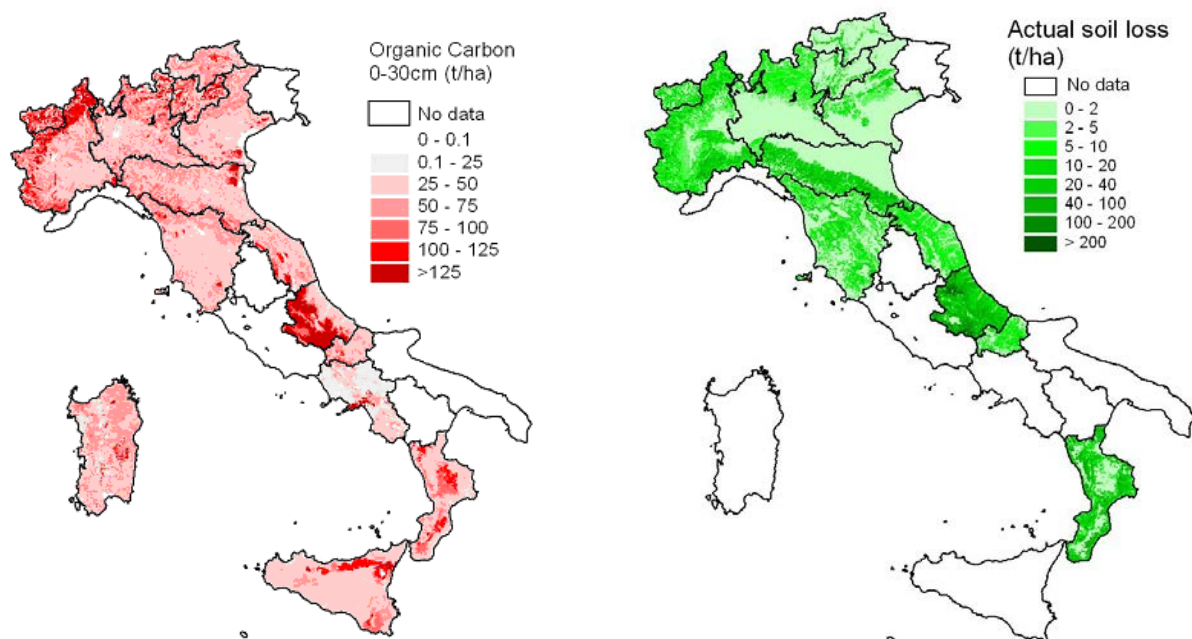 Organic Carbon
0-30cm (t/ha)
No data
0 - 0.1
0.1 - 25
25 - 50
50 - 75
75 - 100
100 - 125
>125
Actual soil loss
(t/ha)
No data
0 - 2
2 - 5
5 - 10
10 - 20
20 - 40
40 - 100
100 - 200
> 200